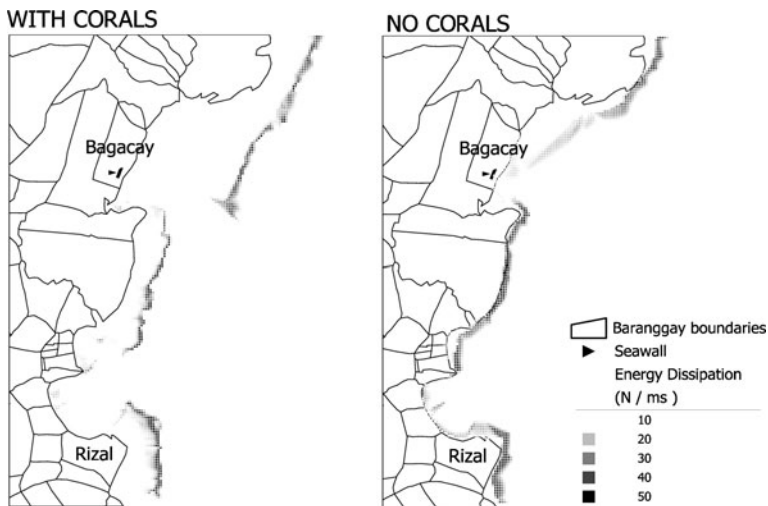 WITH CORALS
NO CORALS
Bagacay
Bagacay
Rizal
Rizal
Baranggay boundaries
Seawall
Energy Dissipation
(N / ms )
10
20
30
40
50